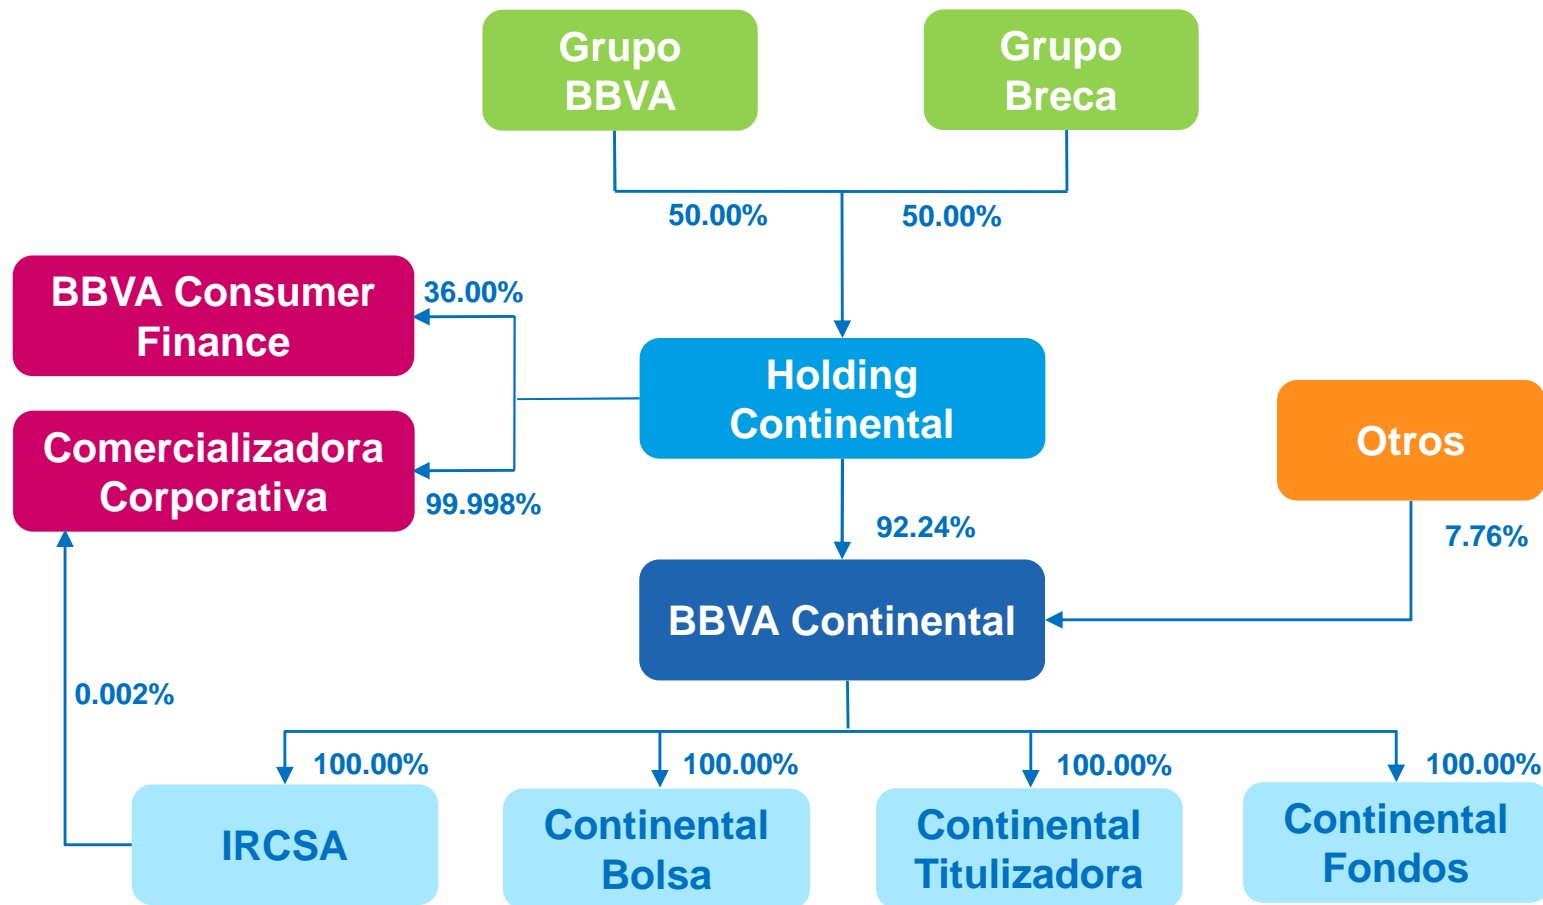 Grupo
BBVA
Grupo
Breca
50.00%
50.00%
BBVA Consumer
Finance
36.00%
Holding
Continental
Comercializadora
Corporativa
99.998%
Otros
92.24%
7.76%
BBVA Continental
0.002%
100.00%
100.00%
100.00%
100.00%
IRCSA
Continental
Bolsa
Continental
Titulizadora
Continental
Fondos